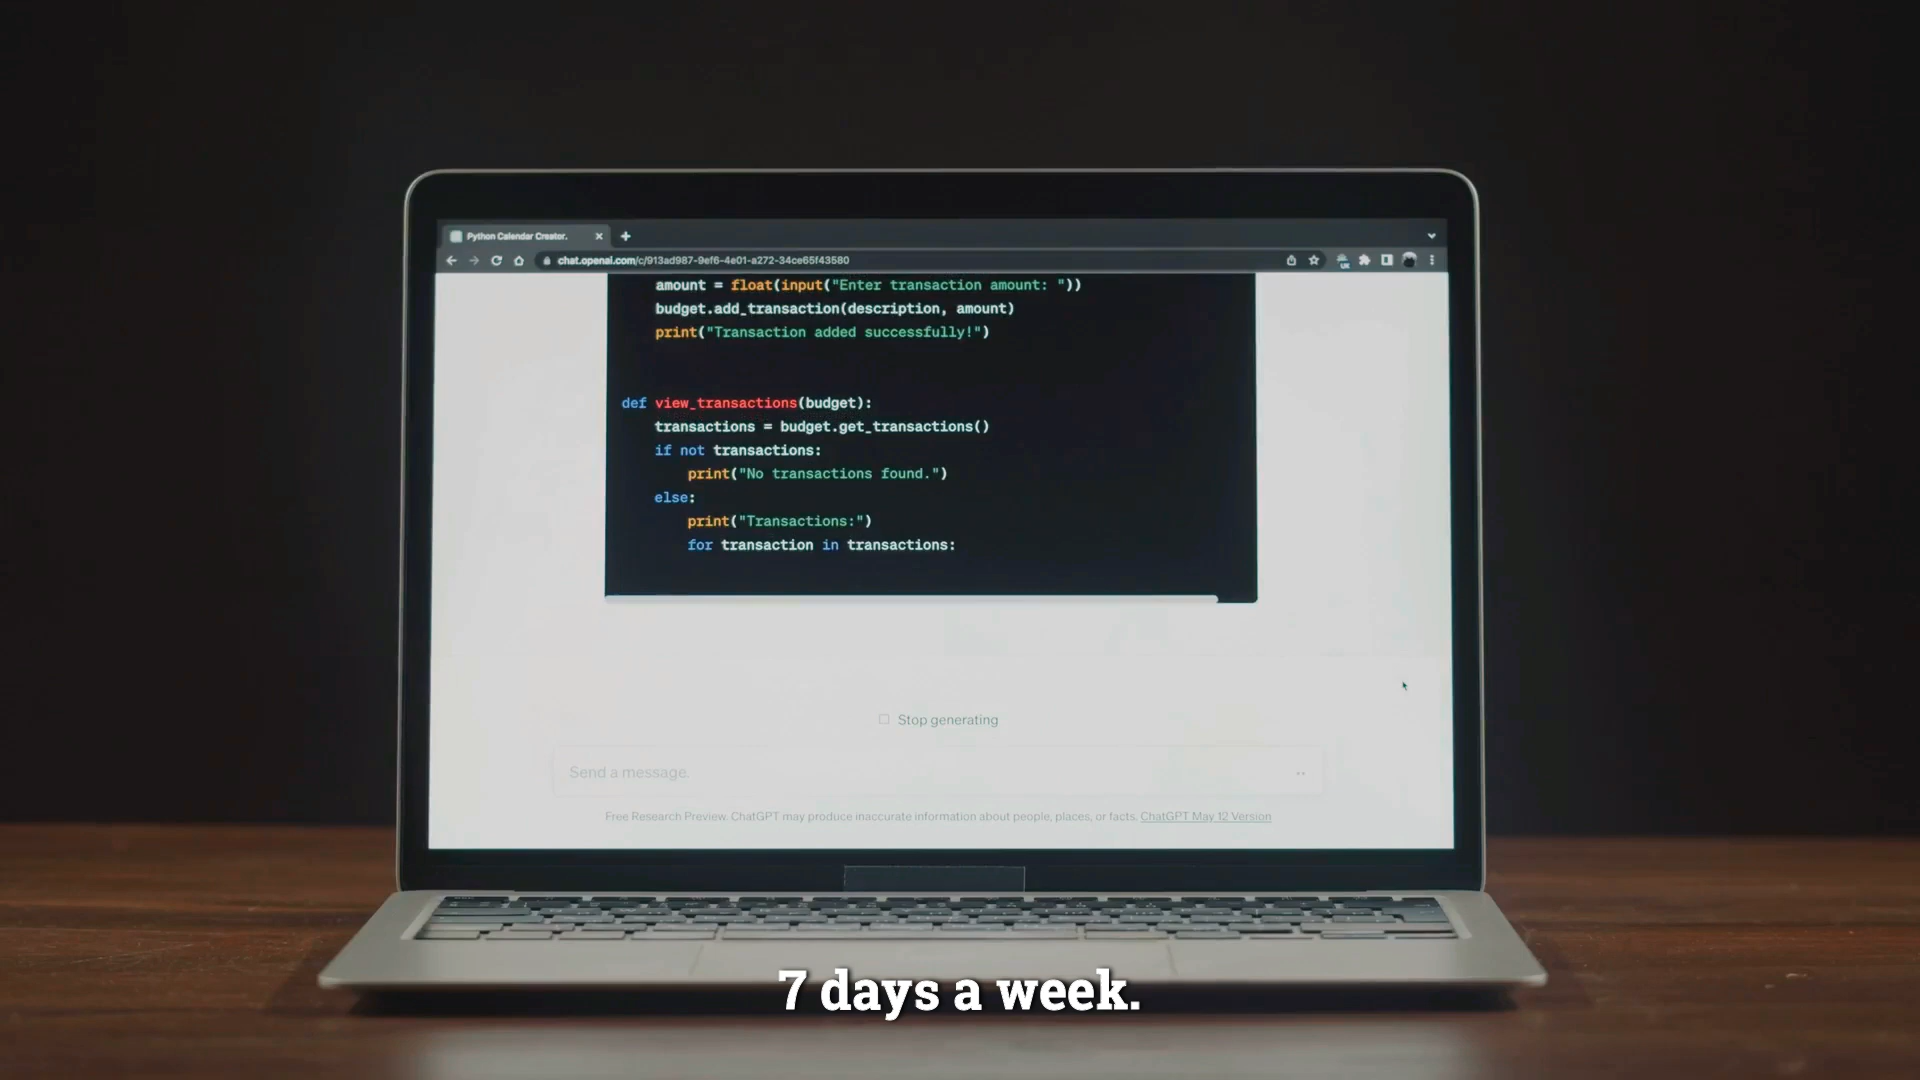 Python Calendar Creator.
chat.openai.com/c/913ad987-9ef6-4e01-a272-34ce65f43580
UK
amount = float(input("Enter transaction amount: "))
budget.add_transaction(description, amount)
print("Transaction added successfully!")
def view_transactions(budget):
transactions = budget.get_transactions()
if not transactions:
print("No transactions found.")
else:
print("Transactions:")
for transaction in transactions:
Stop generating
Send a message.
Free Research Preview. ChatGPT may produce inaccurate information about people, places, or facts. ChatGPT May 12 Version
7 days a week.